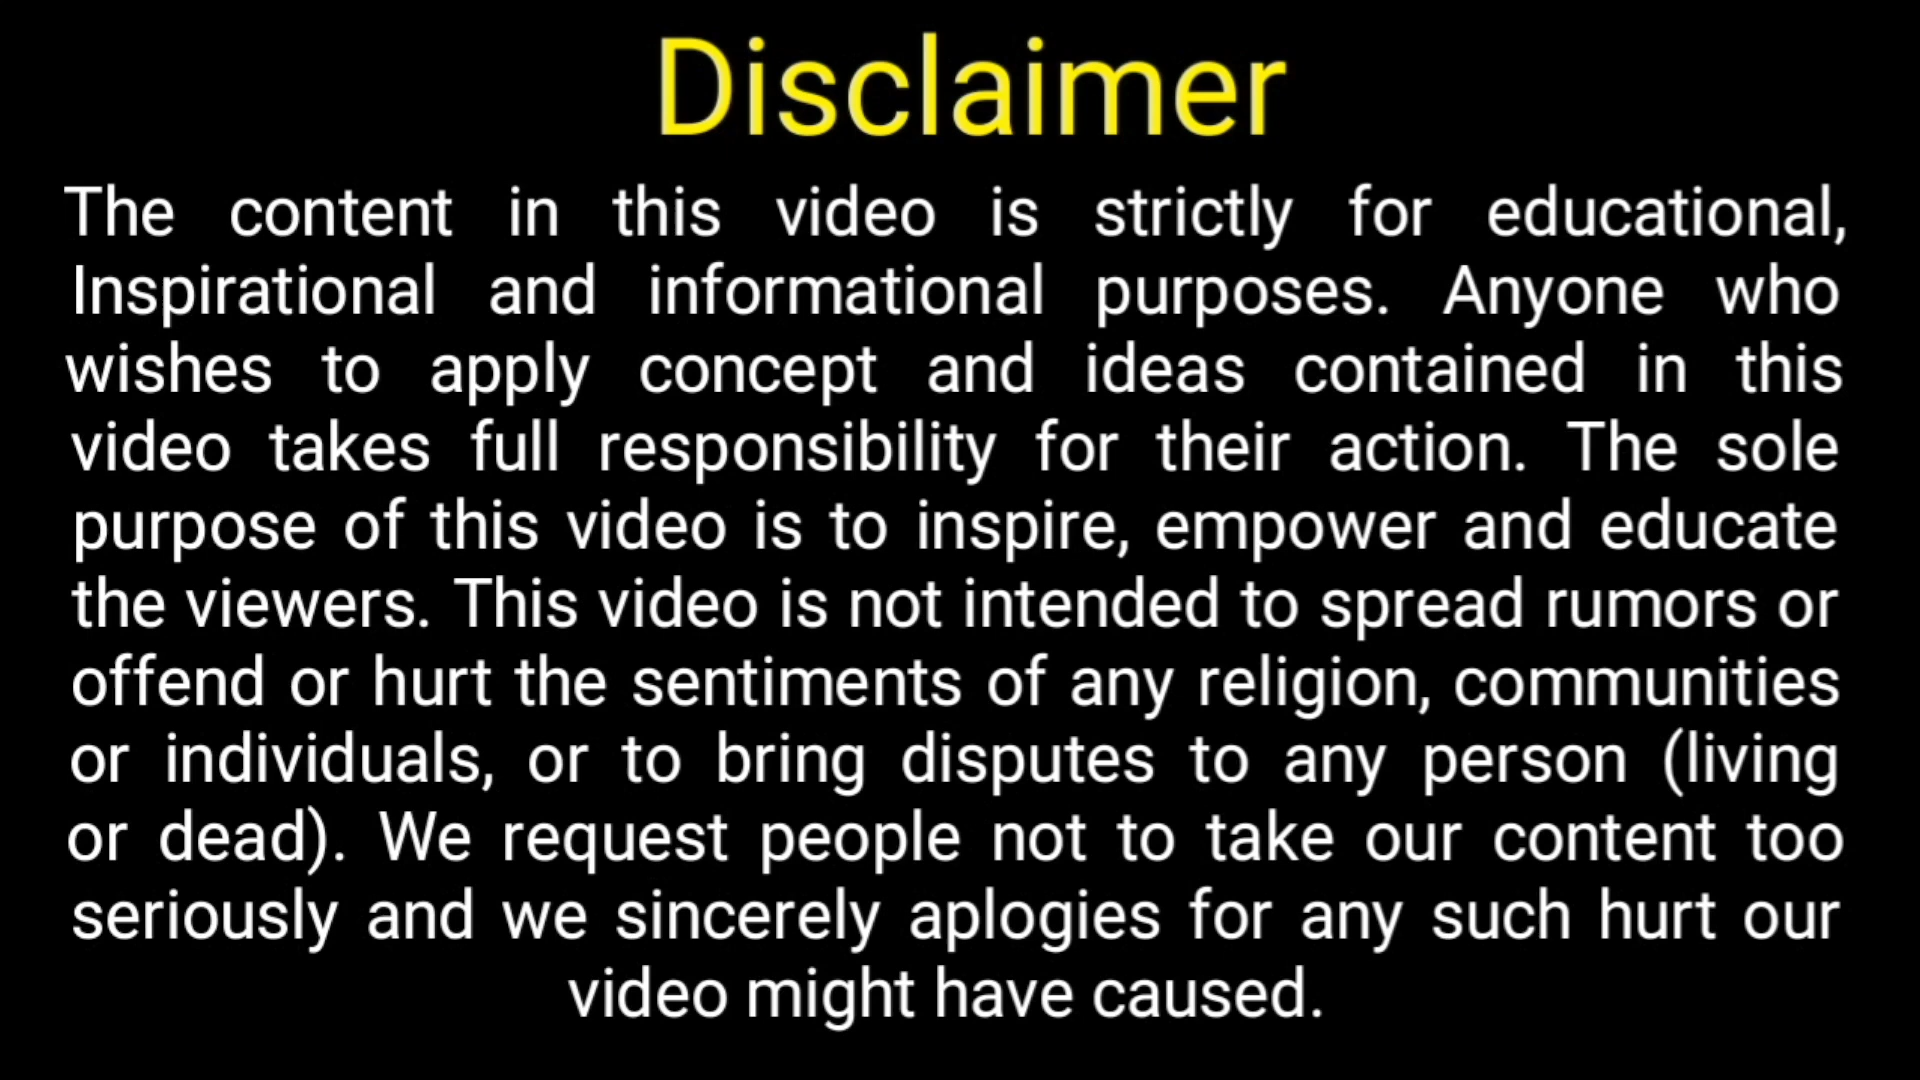 Disclaimer
The content in this video is strictly for educational,
Inspirational and informational purposes. Anyone who
wishes to apply concept and ideas contained in this
video takes full responsibility for their action. The sole
purpose of this video is to inspire, empower and educate
the viewers. This video is not intended to spread rumors or
offend or hurt the sentiments of any religion, communities
or individuals, or to bring disputes to any person (living
or dead). We request people not to take our content too
seriously and we sincerely aplogies for any such hurt our
video might have caused.